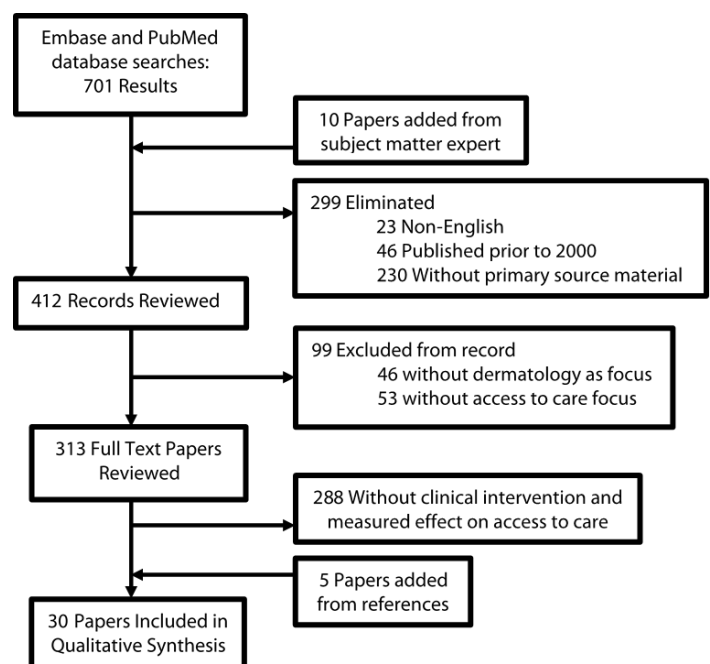 Embase and PubMed
database searches:
701 Results
10 Papers added from
subject matter expert
299 Eliminated
23 Non-English
46 Published prior to 2000
230 Without primary source material
412 Records Reviewed
99 Excluded from record
46 without dermatology as focus
53 without access to care focus
313 Full Text Papers
Reviewed
288 Without clinical intervention and
measured effect on access to care
5 Papers added
from references
30 Papers Included in
Qualitative Synthesis